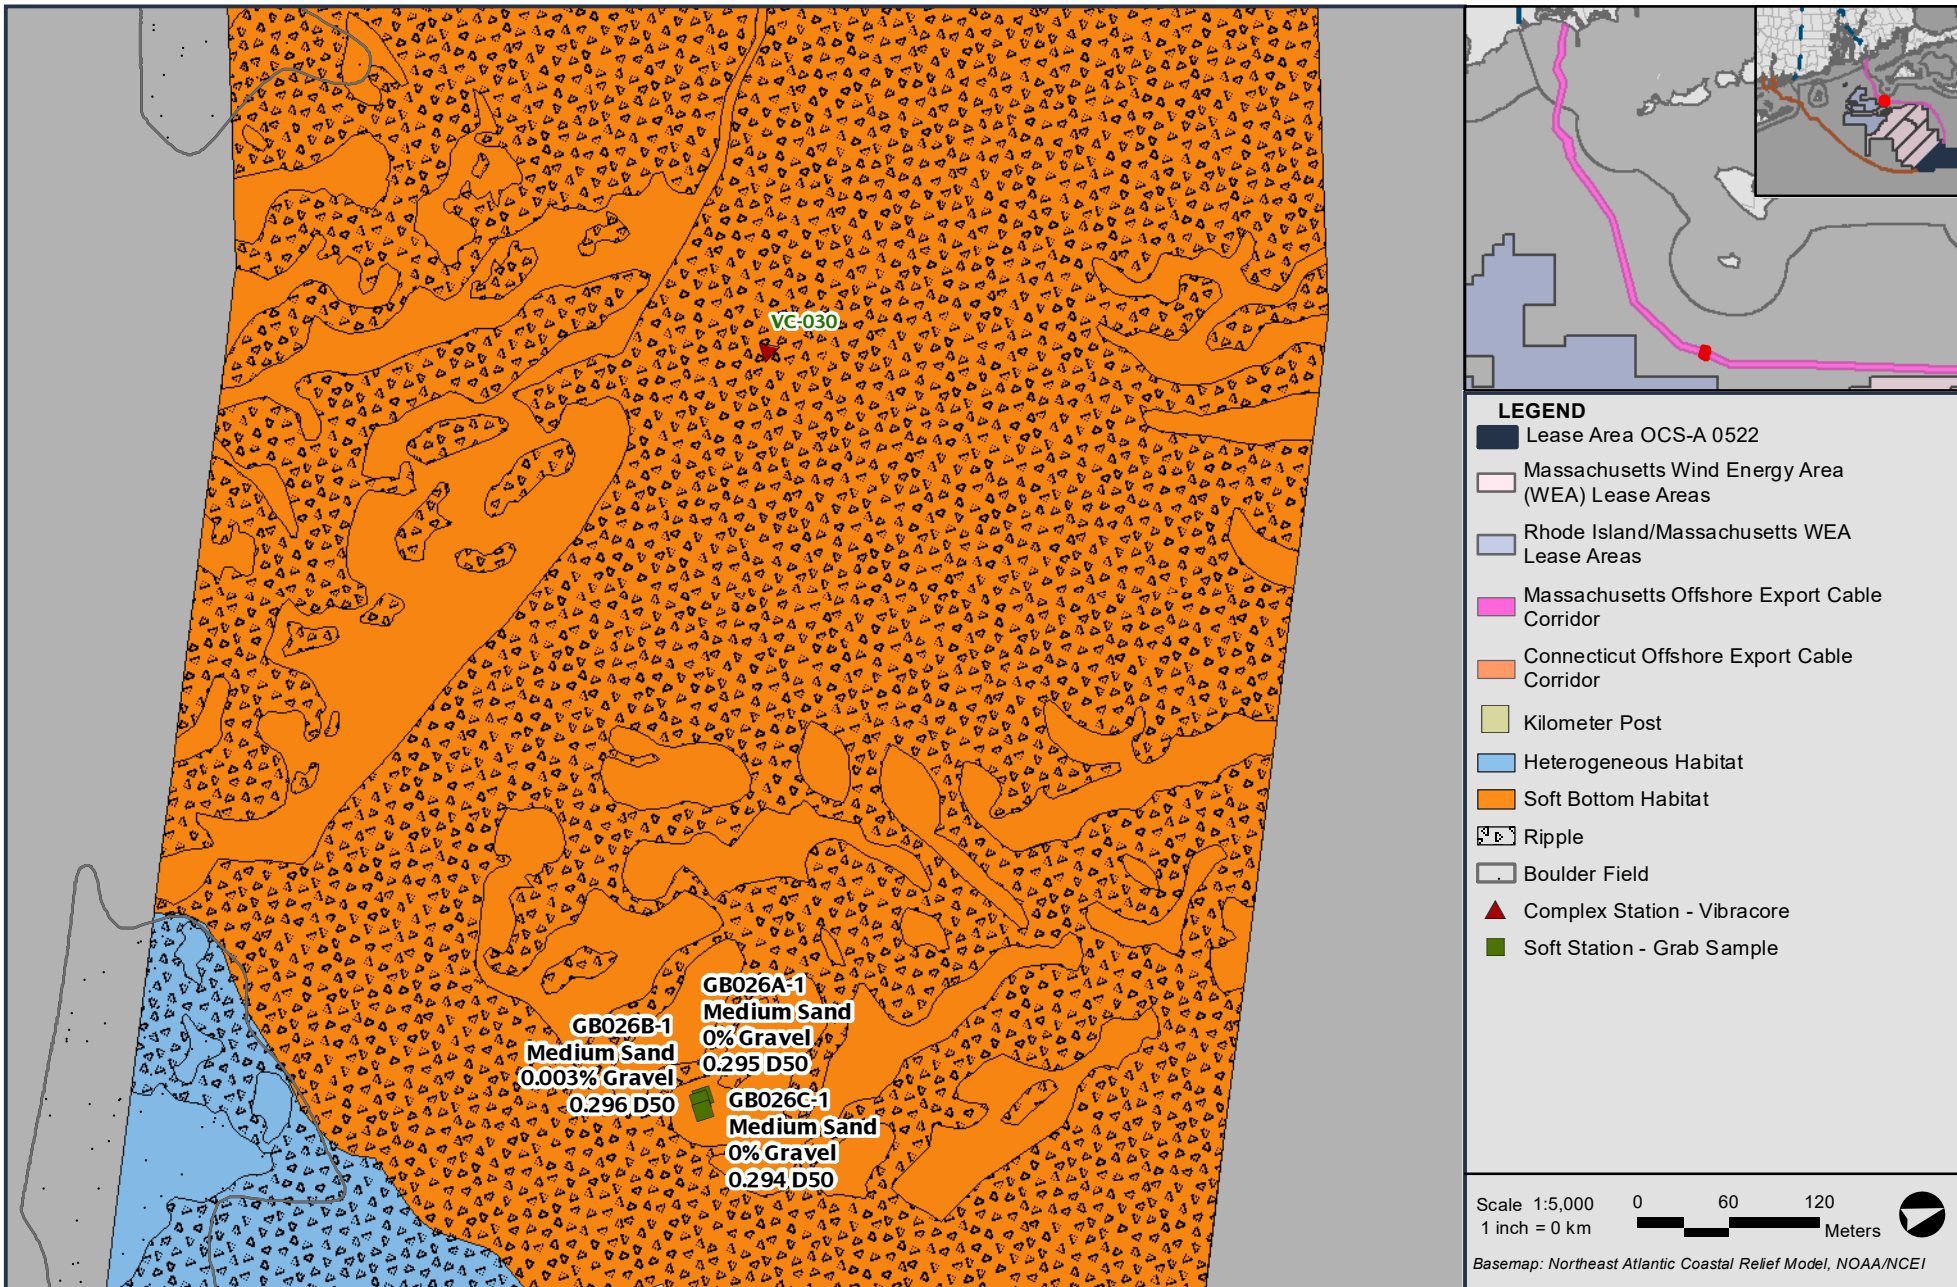 VC-030
GB026A-1
Medium Sand
0% Gravel
0.295 D50
GB026B-1
Medium Sand
0.003% Gravel
0.296 D50
GB026C-1
Medium Sand
0% Gravel
0.294 D50
LEGEND
Lease Area OCS-A 0522
Massachusetts Wind Energy Area
(WEA) Lease Areas
Rhode Island/Massachusetts WEA
Lease Areas
Massachusetts Offshore Export Cable
Corridor
Connecticut Offshore Export Cable
Corridor
Kilometer Post
Heterogeneous Habitat
Soft Bottom Habitat
Ripple
Boulder Field
Complex Station - Vibracore
Soft Station - Grab Sample
Scale 1:5,000
1 inch = 0 km
0 60 120
Meters
Basemap: Northeast Atlantic Coastal Relief Model, NOAA/NCEI